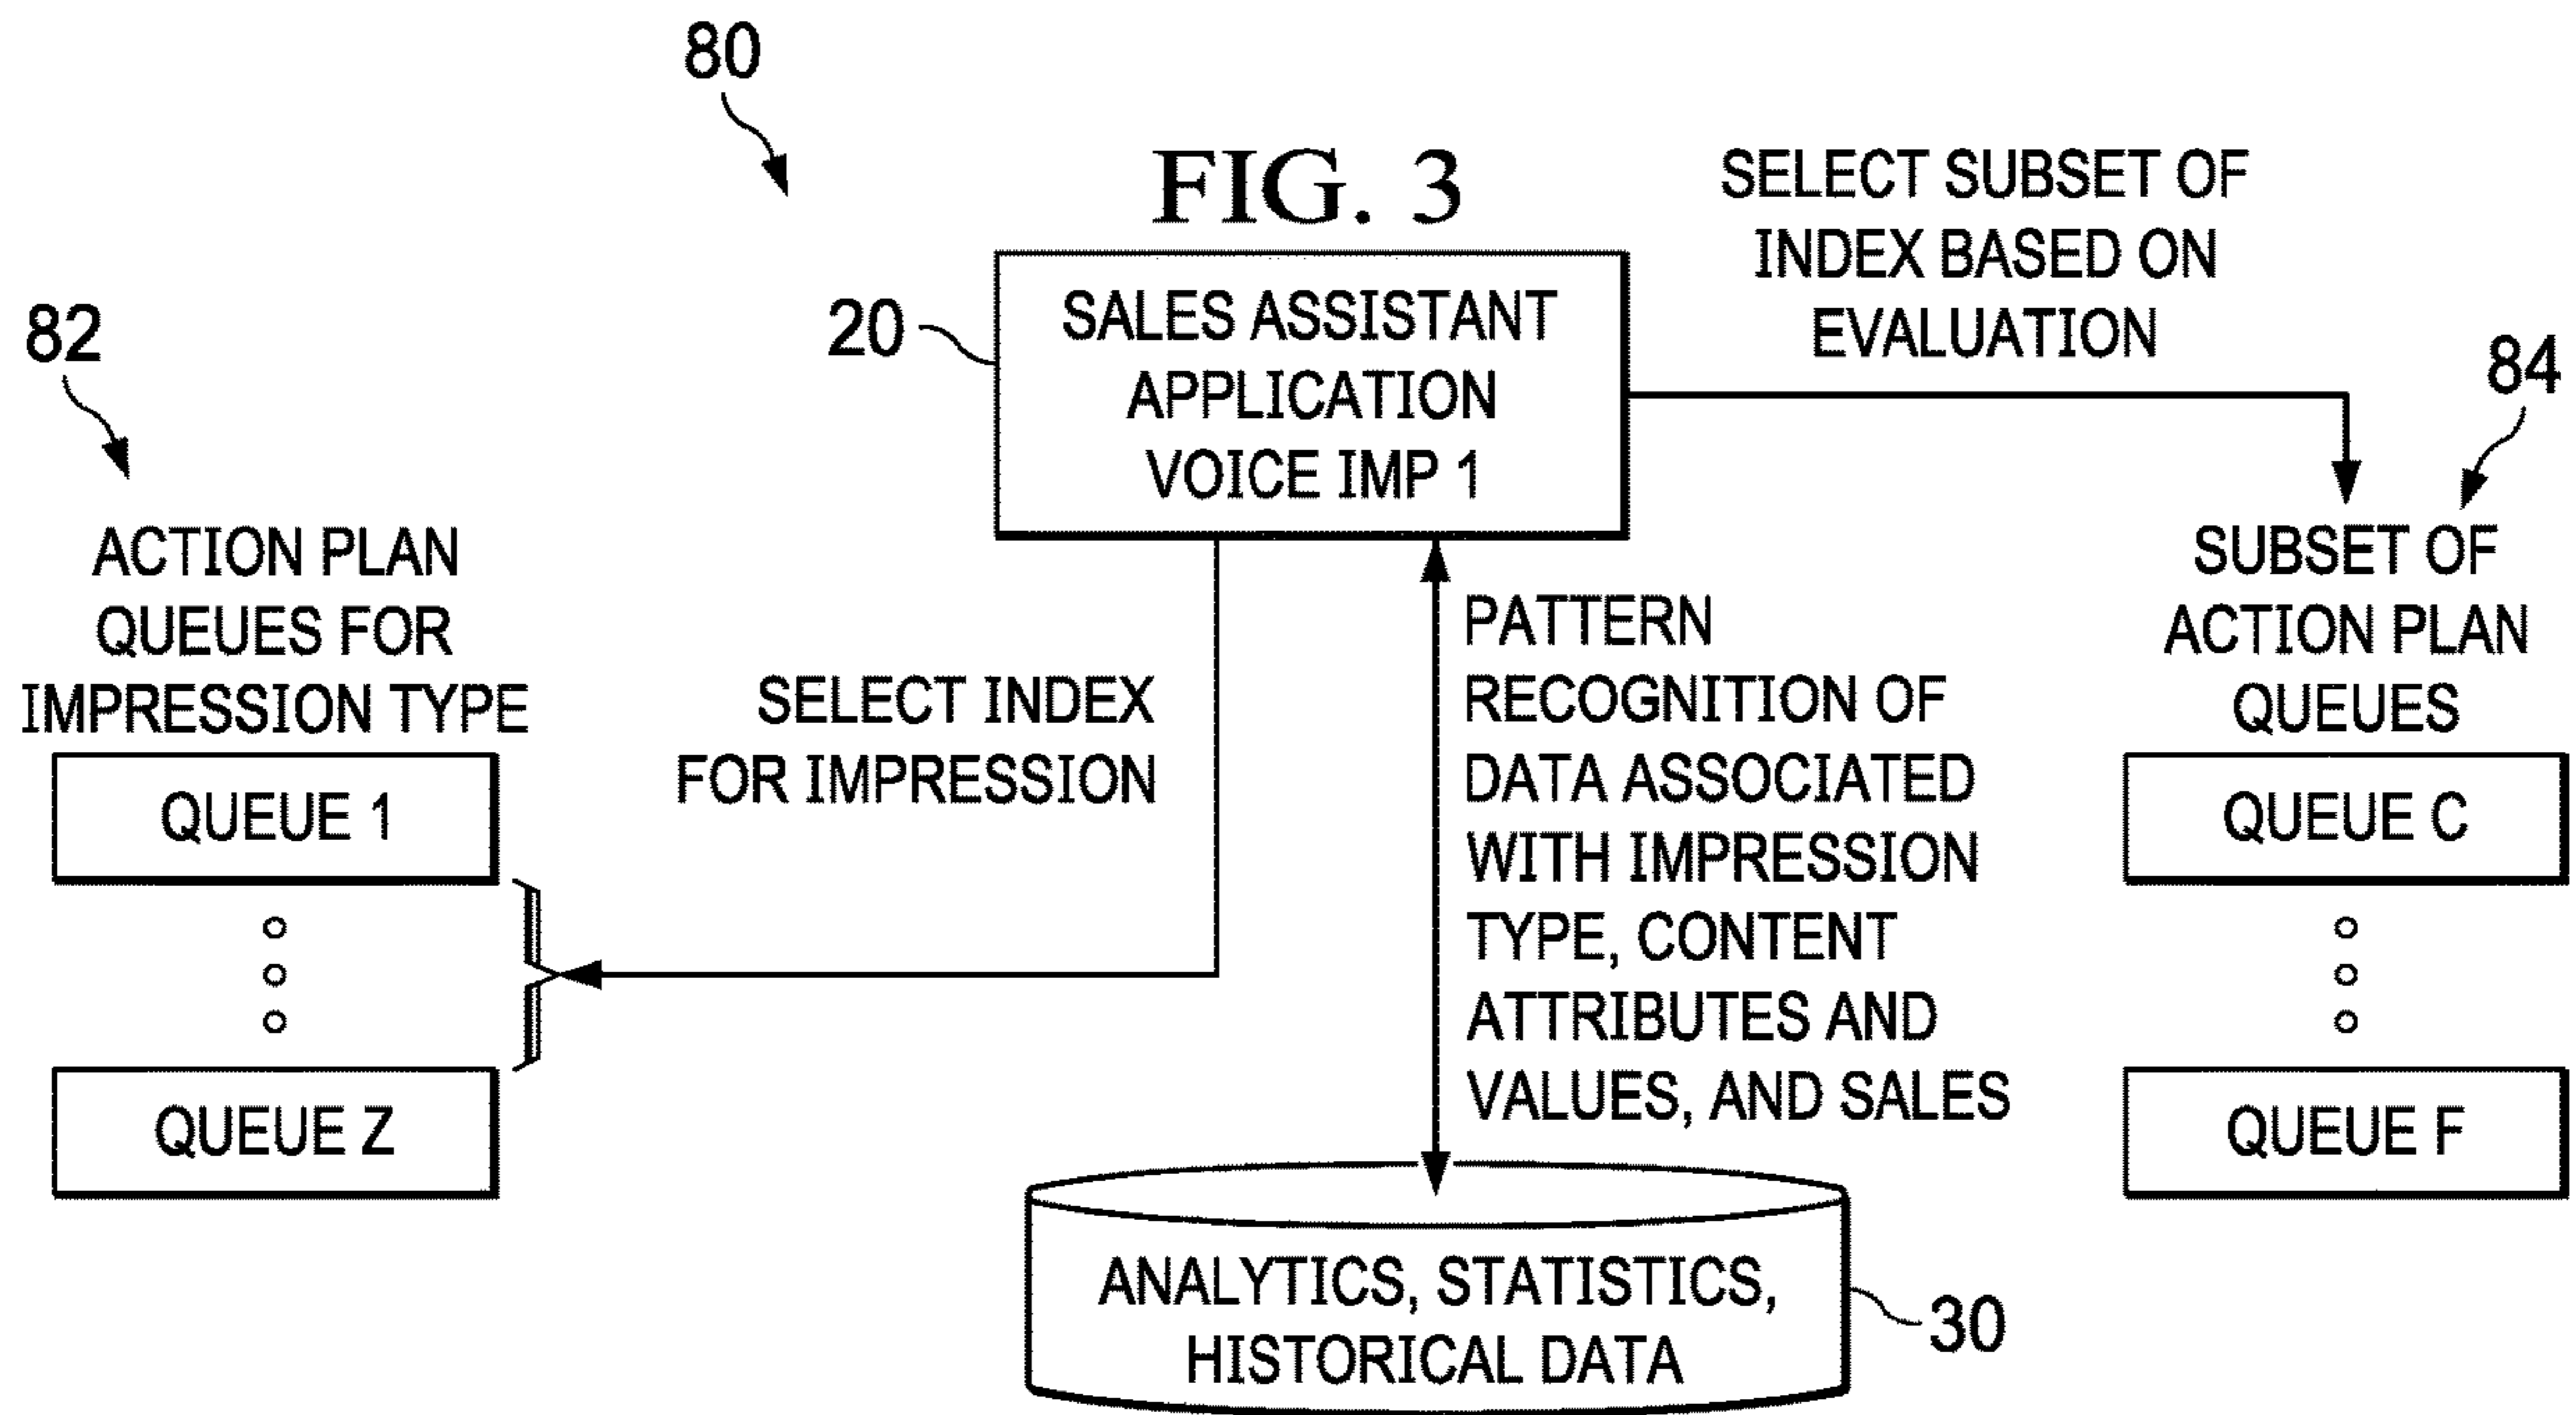 80
FIG. 3
SELECT SUBSET OF
INDEX BASED ON
EVALUATION
82
20
SALES ASSISTANT
APPLICATION
VOICE IMP 1
84
ACTION PLAN
QUEUES FOR
IMPRESSION TYPE
SUBSET OF
ACTION PLAN
QUEUES
SELECT INDEX
FOR IMPRESSION
PATTERN
RECOGNITION OF
DATA ASSOCIATED
WITH IMPRESSION
TYPE, CONTENT
ATTRIBUTES AND
VALUES, AND SALES
QUEUE 1
QUEUE Z
QUEUE C
QUEUE F
ANALYTICS, STATISTICS,
HISTORICAL DATA
30